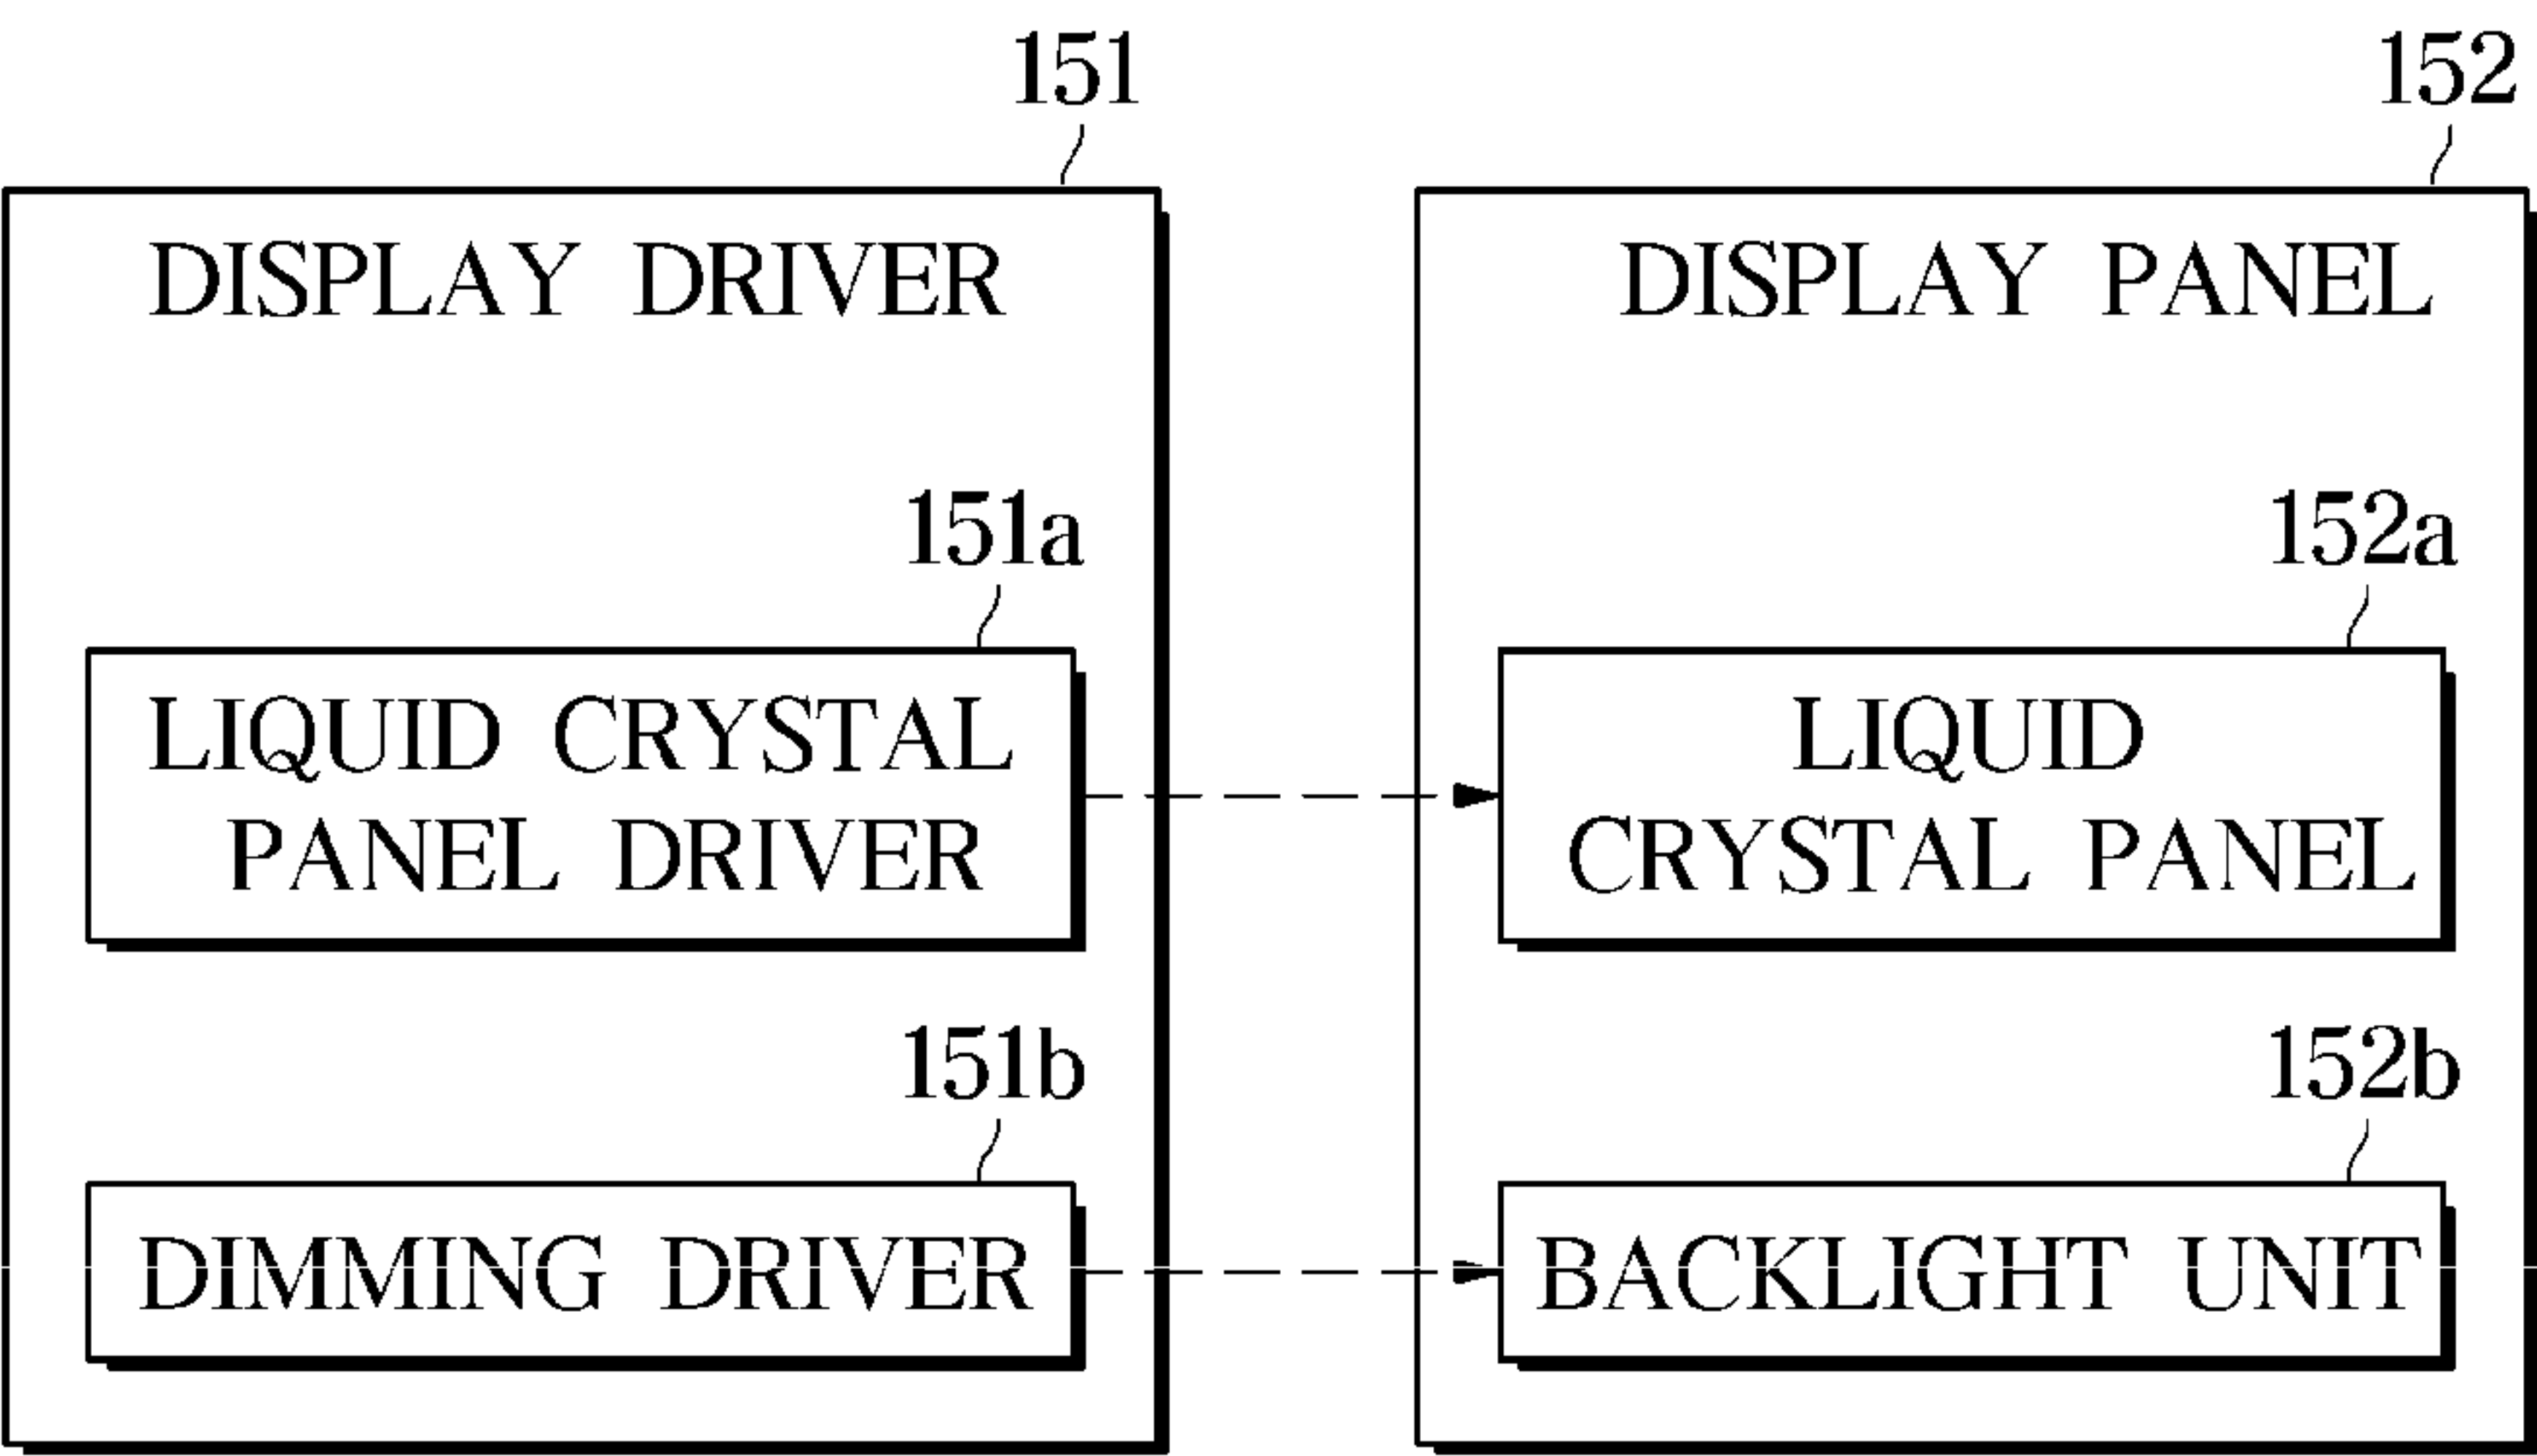 151
DISPLAY DRIVER
151a
LIQUID CRYSTAL
PANEL DRIVER
151b
DIMMING DRIVER
152
DISPLAY PANEL
152a
LIQUID
CRYSTAL PANEL
152b
BACKLIGHT UNIT